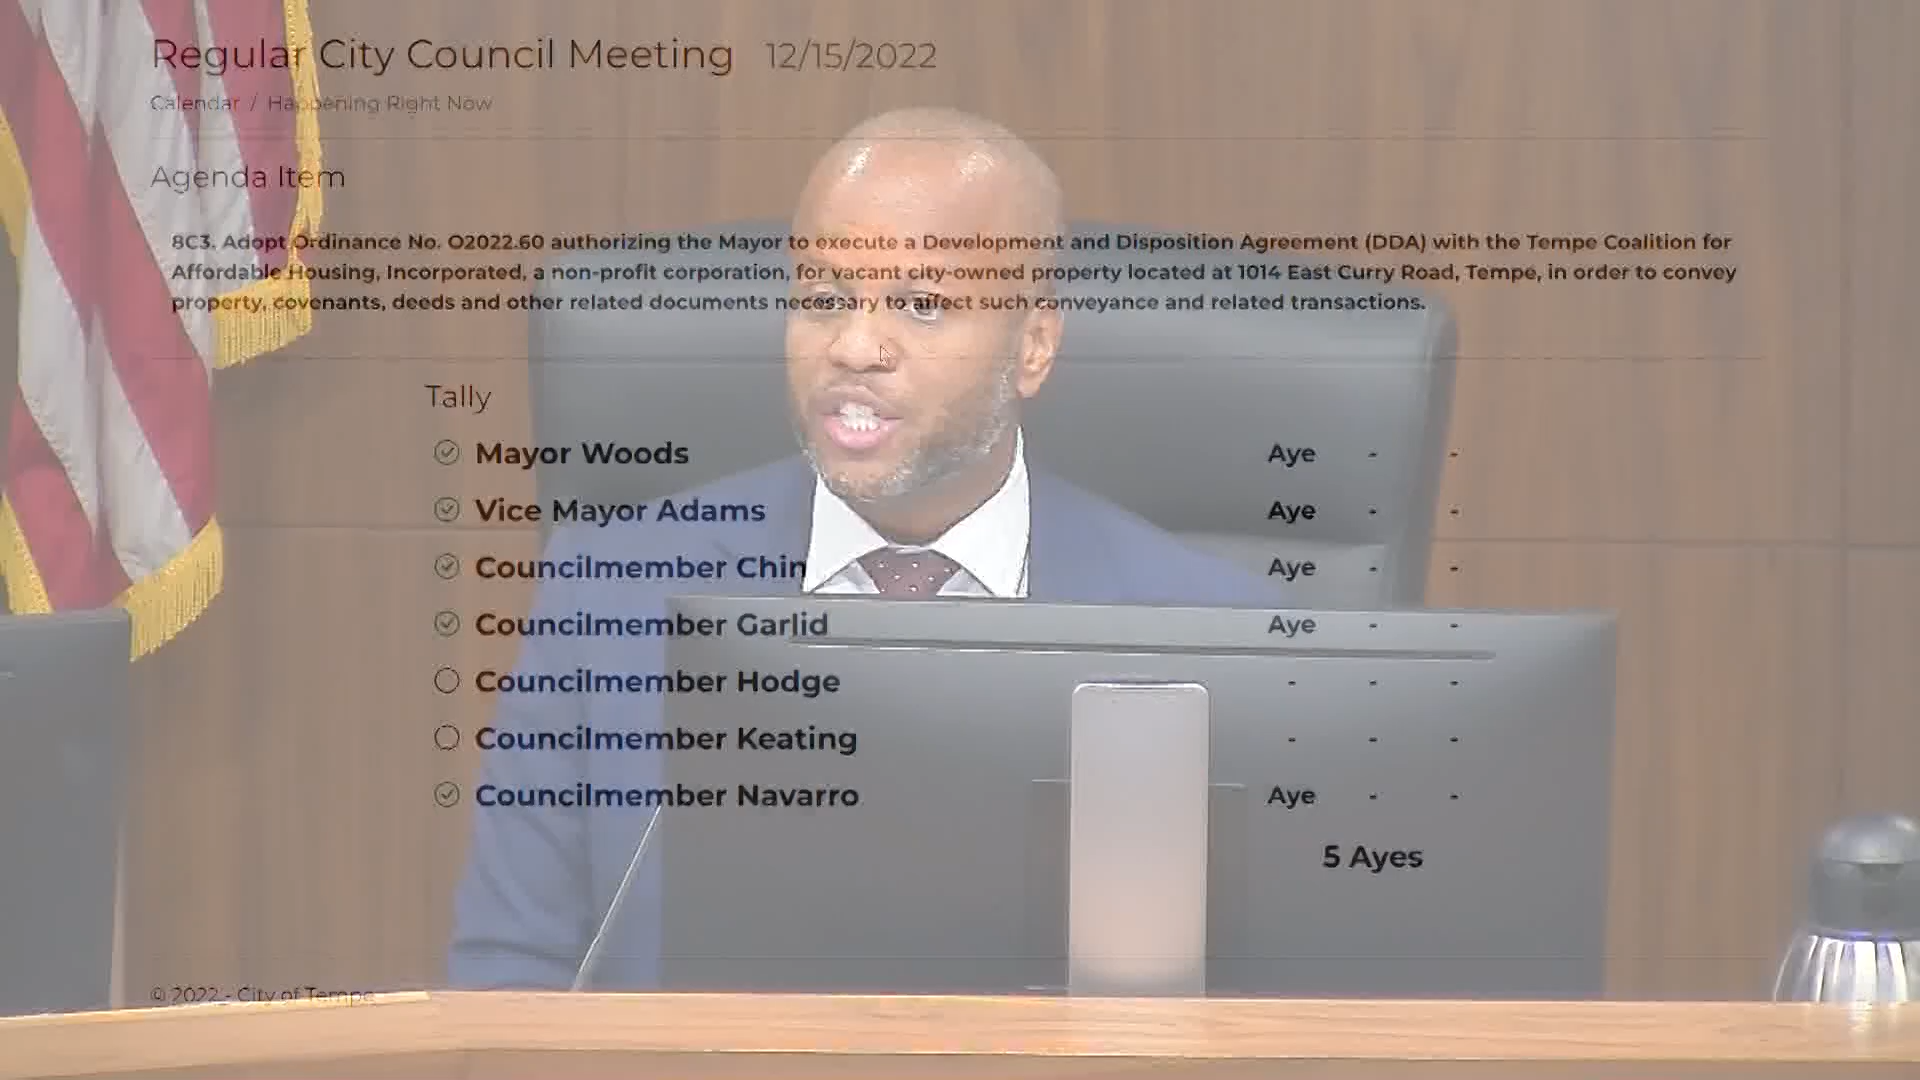 Regular City Council Meeting 12/15/2022
Calendar / Happening Right Now
Agenda Item
8C3. Adopt Ordinance No. O2022.60 authorizing the Mayor to execute a Development and Disposition Agreement (DDA) with the Tempe Coalition for
Affordable Housing, Incorporated, a non-profit corporation, for vacant city-owned property located at 1014 East Curry Road, Tempe, in order to convey
property, covenants, deeds and other related documents necessary to affect such conveyance and related transactions.
Tally
Mayor Woods Aye - -
Vice Mayor Adams Aye - -
Councilmember Chin Aye - -
Councilmember Garlid Aye - -
Councilmember Hodge - - -
Councilmember Keating - - -
Councilmember Navarro Aye - -
5 Ayes
© 2022 - City of Tempe